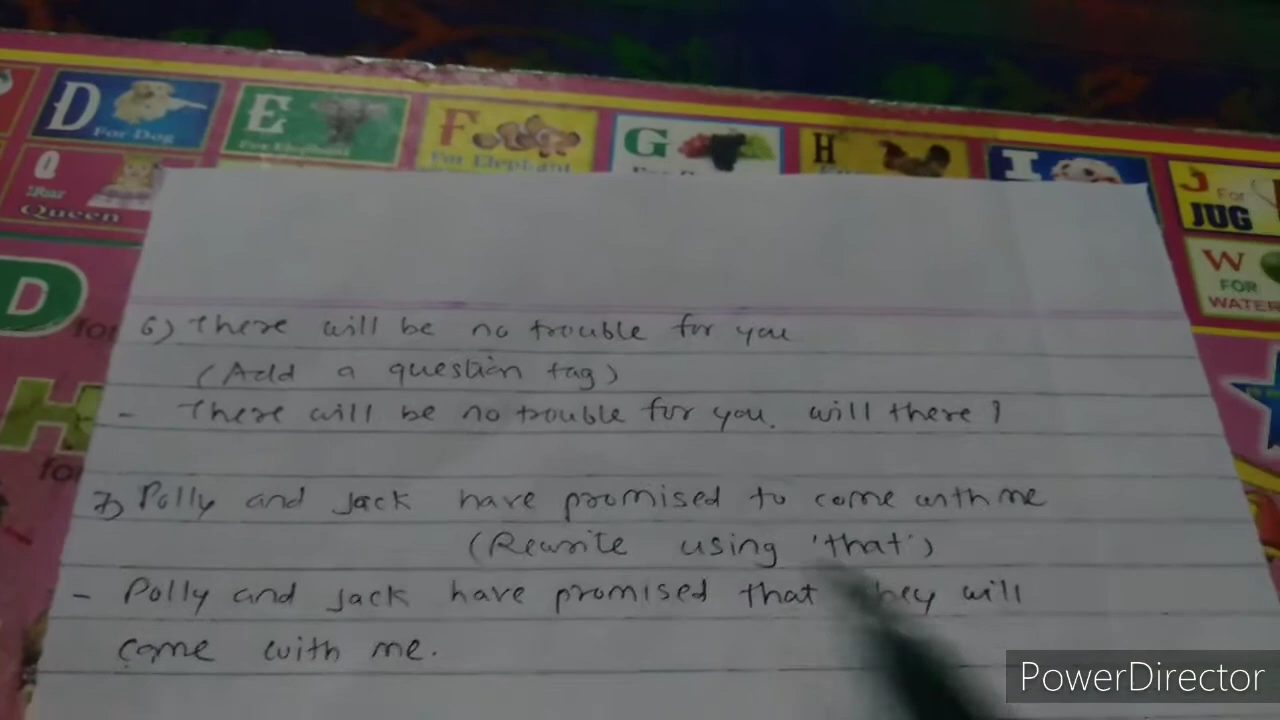 D For Dog
E For Elephant
F For Elephant
G
H
I
J For JUG
Q For Queen
W FOR WATER
D for
H for
6) There will be no trouble for you
(Add a question tag)
- There will be no trouble for you. will there?
7) Polly and Jack have promised to come with me
(Rewrite using 'that')
- Polly and Jack have promised that they will
come with me.
PowerDirector